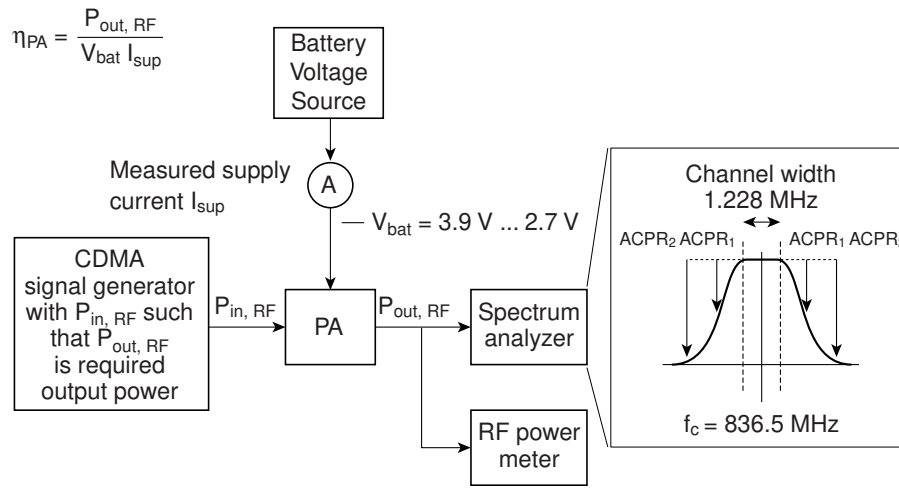 η_PA = P_out, RF / V_bat I_sup
Battery
Voltage
Source
Measured supply
current I_sup
A
V_bat = 3.9 V ... 2.7 V
CDMA
signal generator
with P_in, RF such
that P_out, RF
is required
output power
P_in, RF
PA
P_out, RF
Spectrum
analyzer
RF power
meter
Channel width
1.228 MHz
ACPR₂ ACPR₁
ACPR₁ ACPR₂
f_c = 836.5 MHz